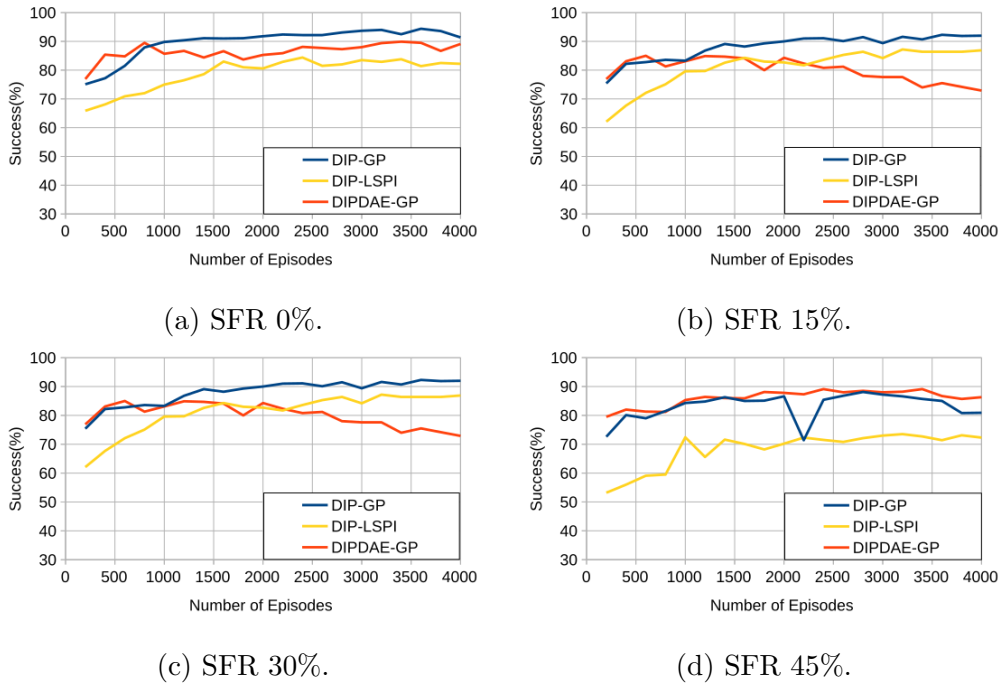 100
90
80
70
60
50
40
30
Success(%)
DIP-GP
DIP-LSPI
DIPDAE-GP
0 500 1000 1500 2000 2500 3000 3500 4000
Number of Episodes
(a) SFR 0%.
100
90
80
70
60
50
40
30
Success(%)
DIP-GP
DIP-LSPI
DIPDAE-GP
0 500 1000 1500 2000 2500 3000 3500 4000
Number of Episodes
(b) SFR 15%.
100
90
80
70
60
50
40
30
Success(%)
DIP-GP
DIP-LSPI
DIPDAE-GP
0 500 1000 1500 2000 2500 3000 3500 4000
Number of Episodes
(c) SFR 30%.
100
90
80
70
60
50
40
30
Success(%)
DIP-GP
DIP-LSPI
DIPDAE-GP
0 500 1000 1500 2000 2500 3000 3500 4000
Number of Episodes
(d) SFR 45%.